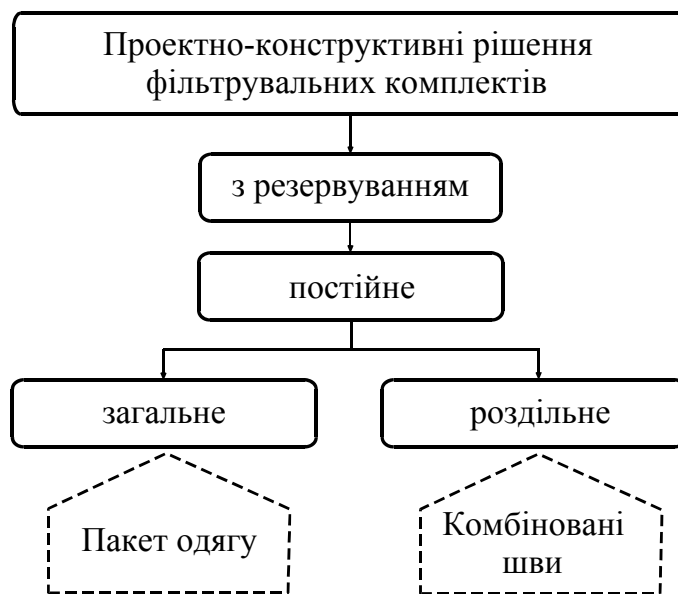 Проектно-конструктивні рішення
фільтрувальних комплектів
з резервуванням
постійне
загальне
роздільне
Пакет одягу
Комбіновані
шви